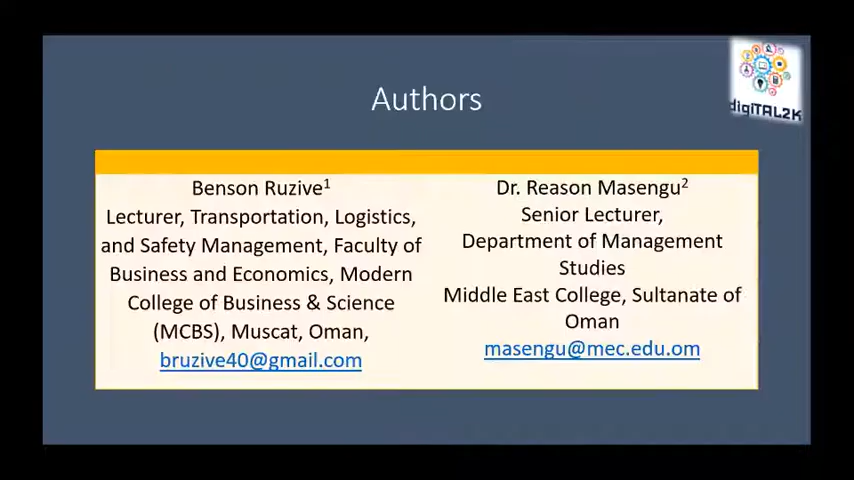 digiTAL2K
Authors
Benson Ruzive1
Lecturer, Transportation, Logistics,
and Safety Management, Faculty of
Business and Economics, Modern
College of Business & Science
(MCBS), Muscat, Oman,
bruzive40@gmail.com
Dr. Reason Masengu2
Senior Lecturer,
Department of Management
Studies
Middle East College, Sultanate of
Oman
masengu@mec.edu.om